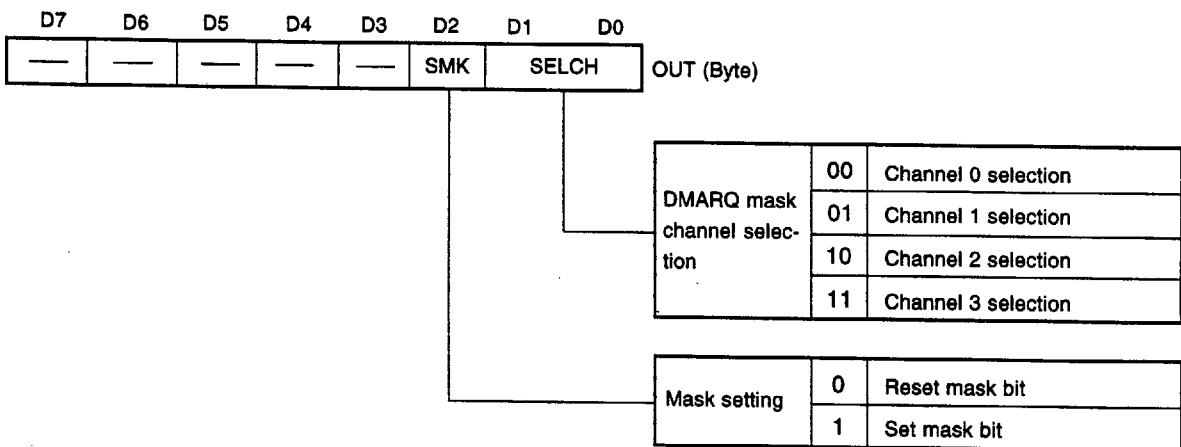 D7 D6 D5 D4 D3 D2 D1 D0
— — — — — SMK SELCH OUT (Byte)
DMARQ mask
channel selec-
tion
00 Channel 0 selection
01 Channel 1 selection
10 Channel 2 selection
11 Channel 3 selection
Mask setting
0 Reset mask bit
1 Set mask bit